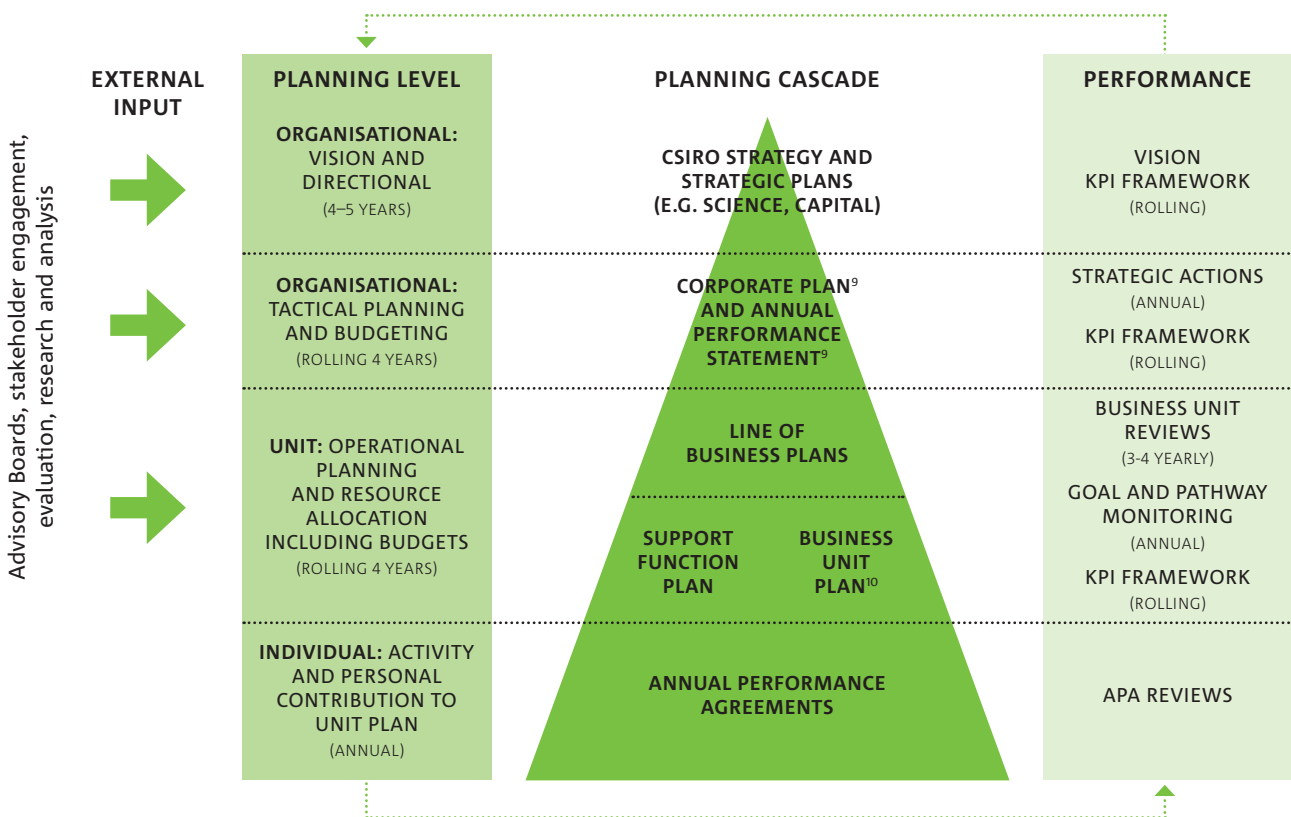 Advisory Boards, stakeholder engagement,
evaluation, research and analysis
EXTERNAL
INPUT
PLANNING LEVEL
ORGANISATIONAL:
VISION AND
DIRECTIONAL
(4–5 YEARS)
ORGANISATIONAL:
TACTICAL PLANNING
AND BUDGETING
(ROLLING 4 YEARS)
UNIT: OPERATIONAL
PLANNING
AND RESOURCE
ALLOCATION
INCLUDING BUDGETS
(ROLLING 4 YEARS)
INDIVIDUAL: ACTIVITY
AND PERSONAL
CONTRIBUTION TO
UNIT PLAN
(ANNUAL)
PLANNING CASCADE
CSIRO STRATEGY AND
STRATEGIC PLANS
(E.G. SCIENCE, CAPITAL)
CORPORATE PLAN⁹
AND ANNUAL
PERFORMANCE
STATEMENT⁹
LINE OF
BUSINESS PLANS
SUPPORT
FUNCTION
PLAN
BUSINESS
UNIT
PLAN¹⁰
ANNUAL PERFORMANCE
AGREEMENTS
PERFORMANCE
VISION
KPI FRAMEWORK
(ROLLING)
STRATEGIC ACTIONS
(ANNUAL)
KPI FRAMEWORK
(ROLLING)
BUSINESS UNIT
REVIEWS
(3-4 YEARLY)
GOAL AND PATHWAY
MONITORING
(ANNUAL)
KPI FRAMEWORK
(ROLLING)
APA REVIEWS